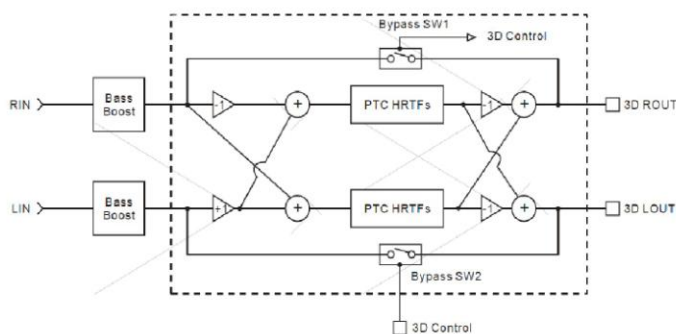 Bypass SW1
3D Control
RIN
Bass
Boost
-1
+
PTC HRTFs
-1
+
3D ROUT
LIN
Bass
Boost
+1
+
PTC HRTFs
-1
+
3D LOUT
Bypass SW2
3D Control